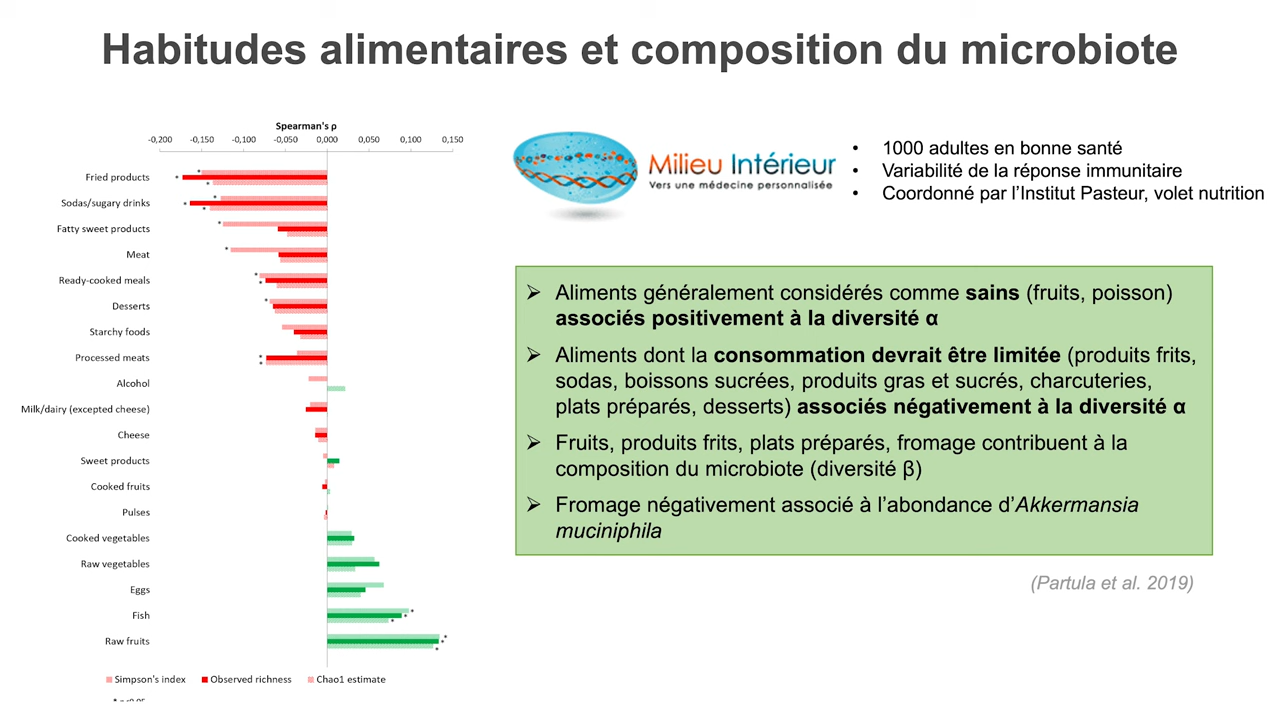 Habitudes alimentaires et composition du microbiote
Spearman's ρ
-0,200 -0,150 -0,100 -0,050 0,000 0,050 0,100 0,150
Fried products
Sodas/sugary drinks
Fatty sweet products
Meat
Ready-cooked meals
Desserts
Starchy foods
Processed meats
Alcohol
Milk/dairy (excepted cheese)
Cheese
Sweet products
Cooked fruits
Pulses
Cooked vegetables
Raw vegetables
Eggs
Fish
Raw fruits
Simpson's index Observed richness Chao1 estimate
Milieu Intérieur
Vers une médecine personnalisée
• 1000 adultes en bonne santé
• Variabilité de la réponse immunitaire
• Coordonné par l'Institut Pasteur, volet nutrition
➢ Aliments généralement considérés comme sains (fruits, poisson)
associés positivement à la diversité α
➢ Aliments dont la consommation devrait être limitée (produits frits,
sodas, boissons sucrées, produits gras et sucrés, charcuteries,
plats préparés, desserts) associés négativement à la diversité α
➢ Fruits, produits frits, plats préparés, fromage contribuent à la
composition du microbiote (diversité β)
➢ Fromage négativement associé à l'abondance d'Akkermansia
muciniphila
(Partula et al. 2019)